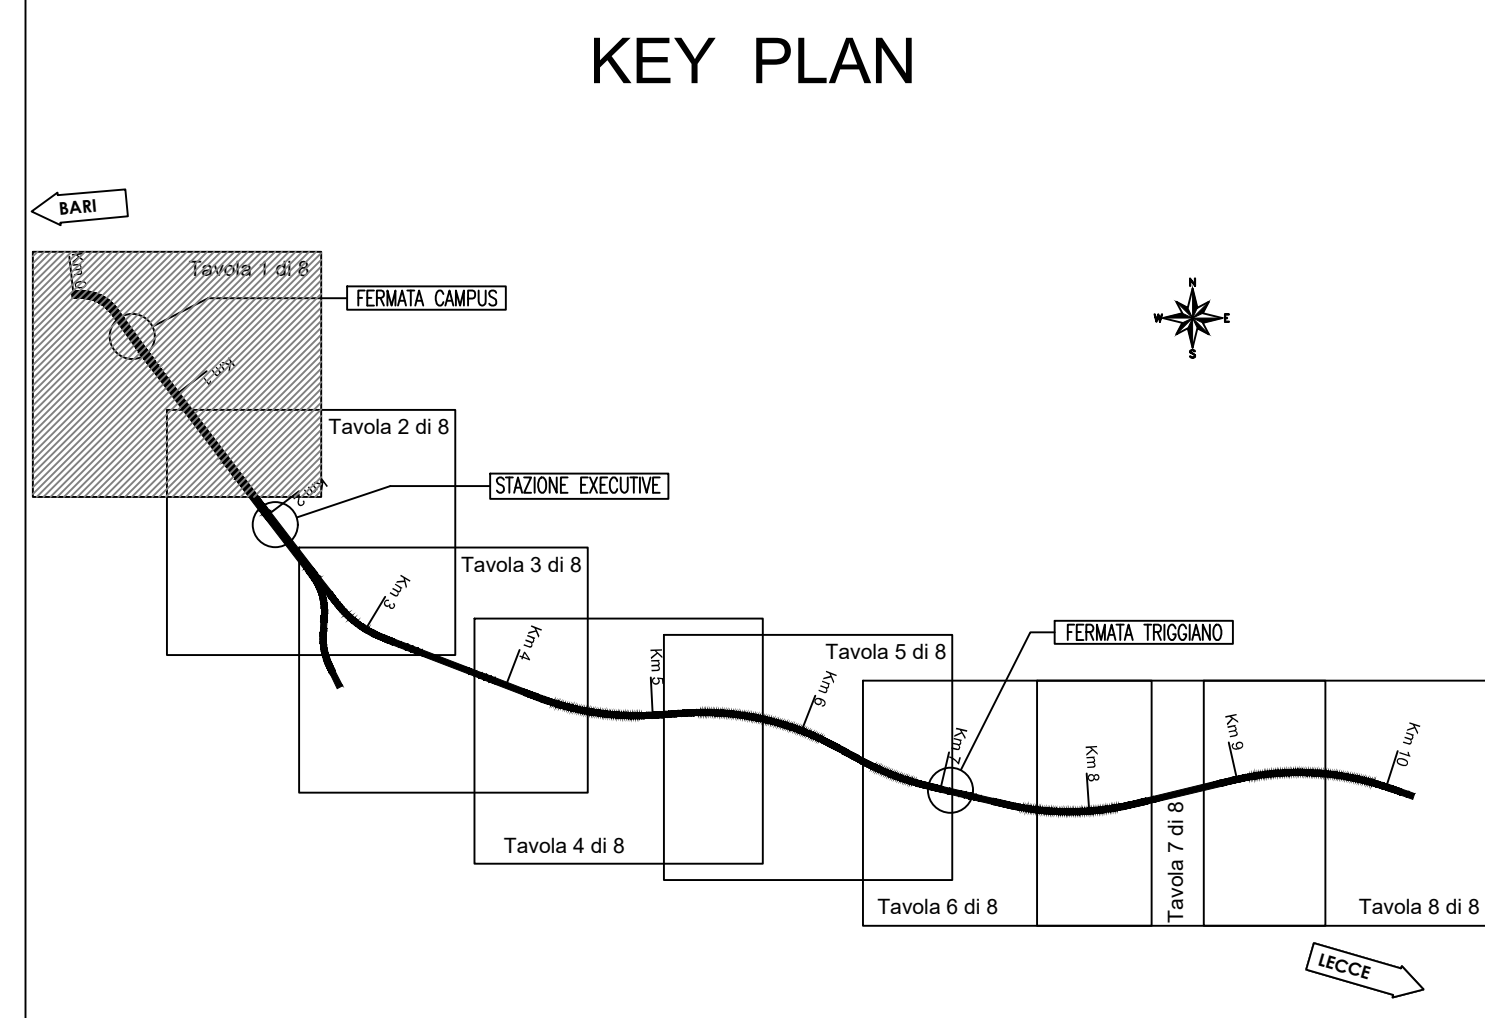 KEY PLAN
BARI
Km 0
Tavola 1 di 8
FERMATA CAMPUS
N
W
E
S
Km 1
Tavola 2 di 8
STAZIONE EXECUTIVE
Km 2
Tavola 3 di 8
Km 3
Km 4
Km 5
FERMATA TRIGGIANO
Tavola 5 di 8
Km 6
Km 7
Km 8
Km 9
Km 10
Tavola 4 di 8
Tavola 6 di 8
Tavola 7 di 8
Tavola 8 di 8
LECCE